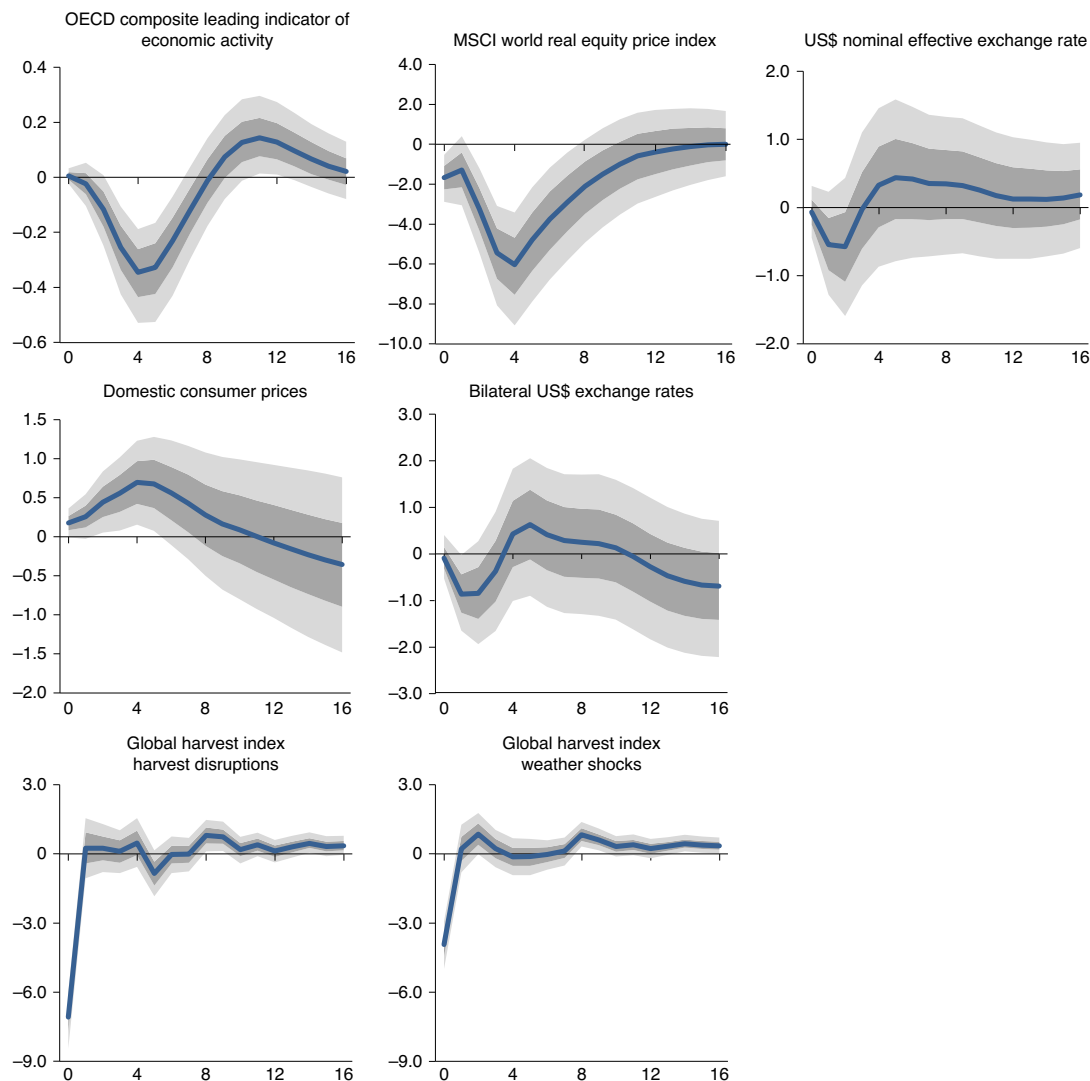 OECD composite leading indicator of
economic activity
0.4
0.2
0
–0.2
–0.4
–0.6
0 4 8 12 16
MSCI world real equity price index
4.0
2.0
0
–2.0
–4.0
–6.0
–8.0
–10.0
0 4 8 12 16
US$ nominal effective exchange rate
2.0
1.0
0
–1.0
–2.0
0 4 8 12 16
Domestic consumer prices
1.5
1.0
0.5
0
–0.5
–1.0
–1.5
–2.0
0 4 8 12 16
Bilateral US$ exchange rates
3.0
2.0
1.0
0
–1.0
–2.0
–3.0
0 4 8 12 16
Global harvest index
harvest disruptions
3.0
0
–3.0
–6.0
–9.0
0 4 8 12 16
Global harvest index
weather shocks
3.0
0
–3.0
–6.0
–9.0
0 4 8 12 16